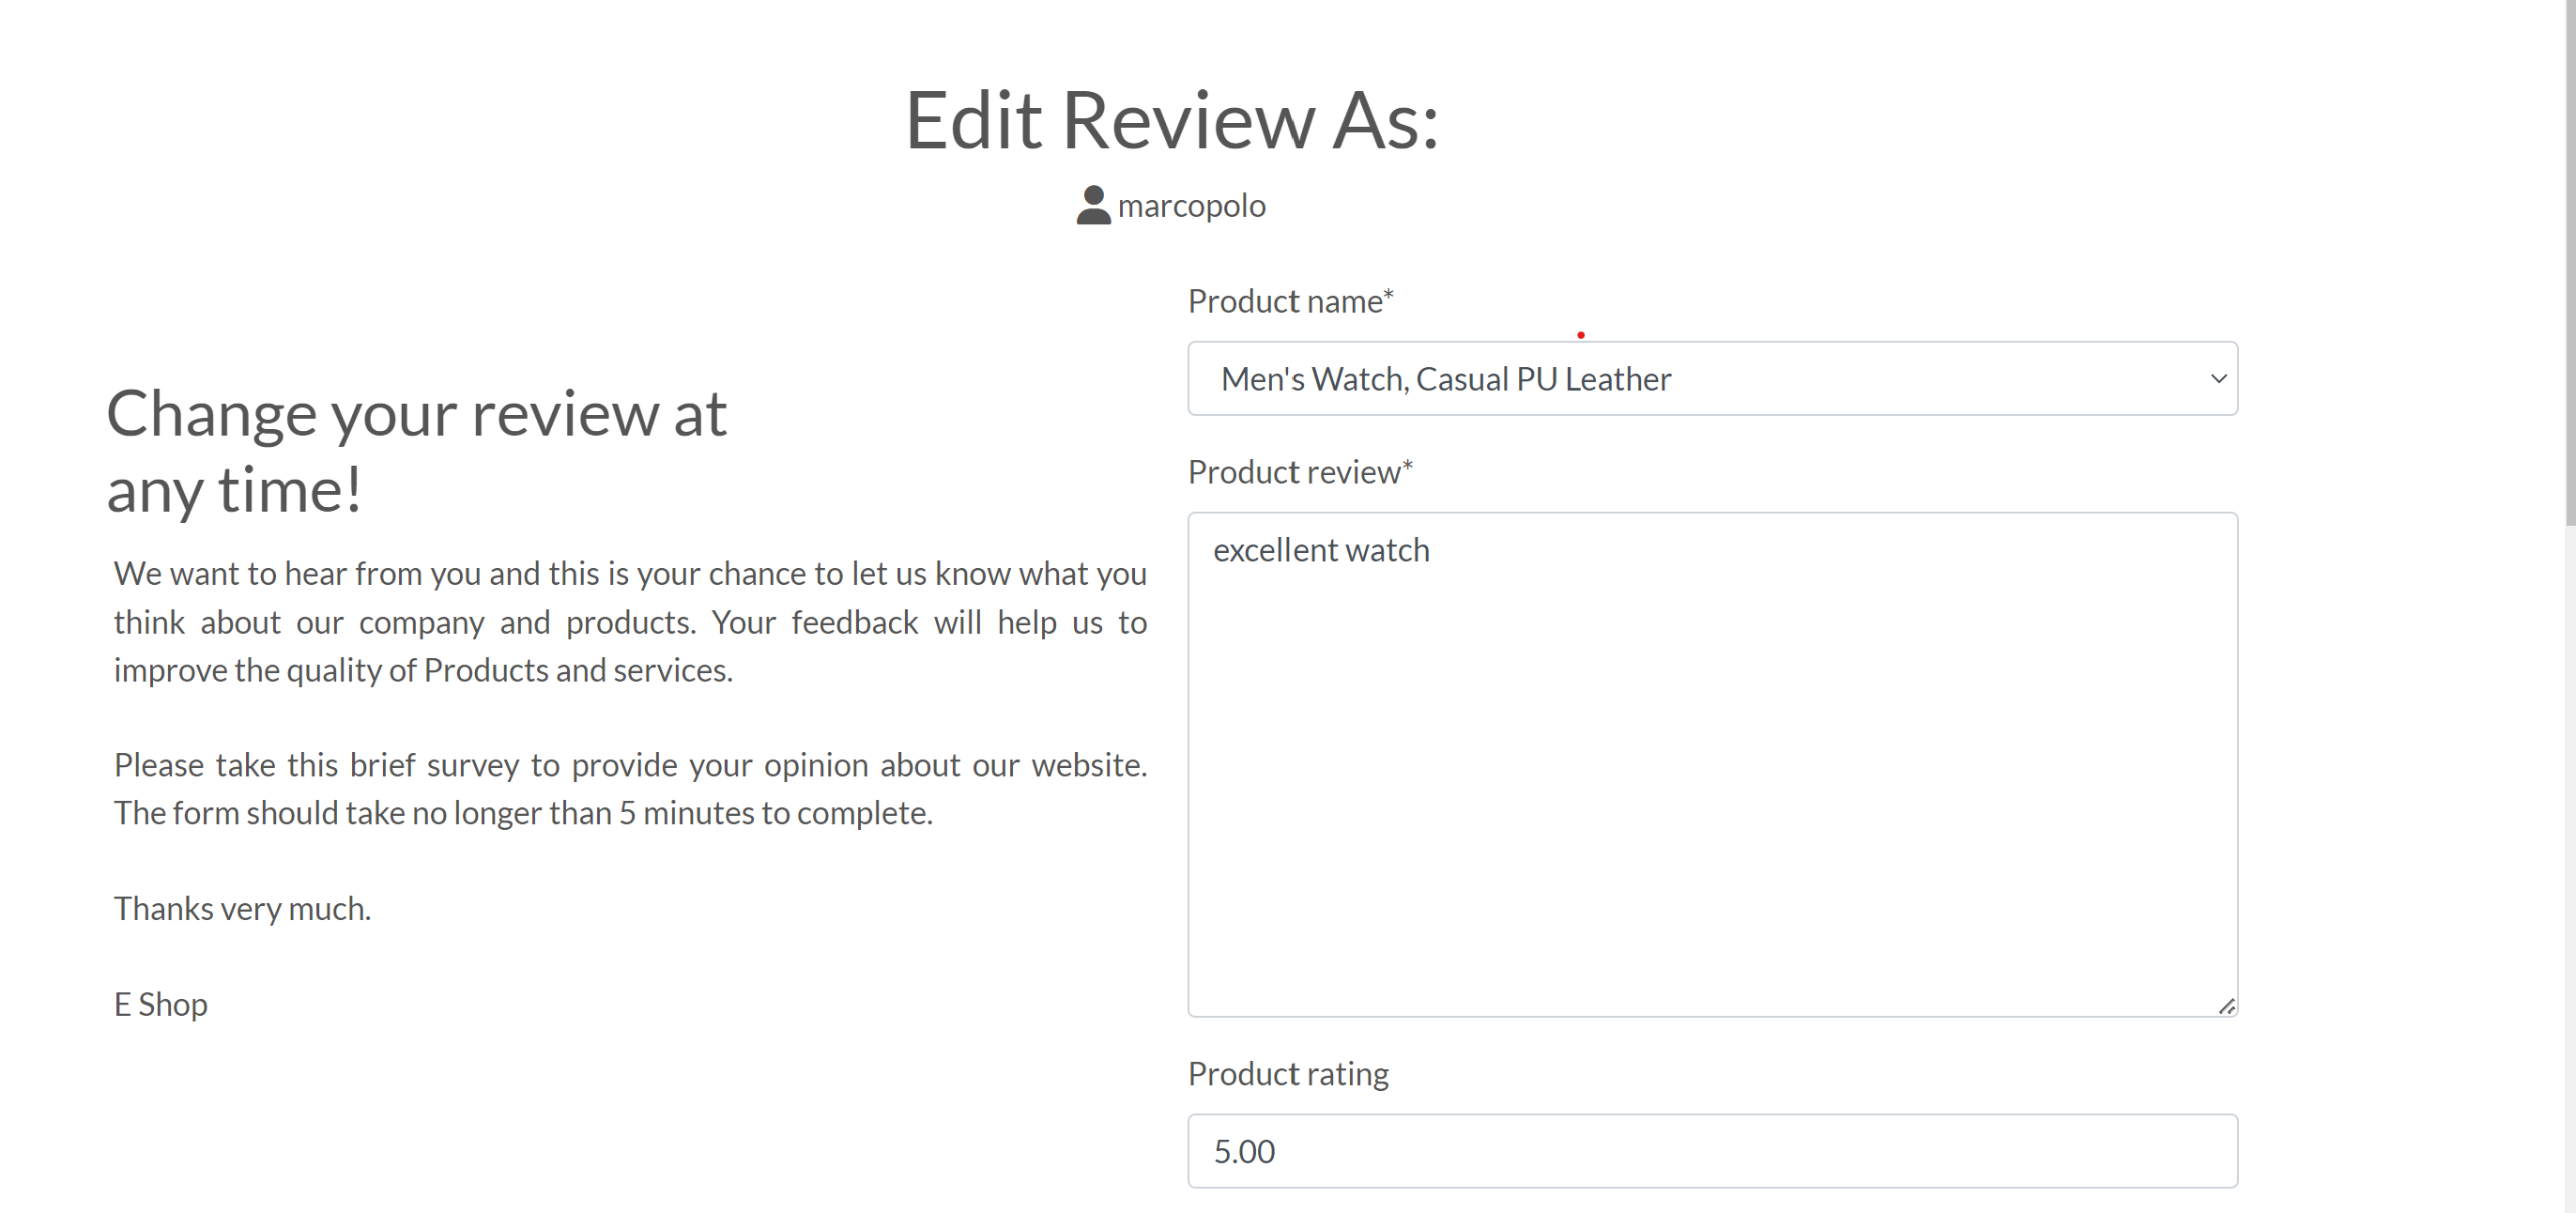 Edit Review As:
marcopolo
Change your review at
any time!
We want to hear from you and this is your chance to let us know what you
think about our company and products. Your feedback will help us to
improve the quality of Products and services.
Please take this brief survey to provide your opinion about our website.
The form should take no longer than 5 minutes to complete.
Thanks very much.
E Shop
Product name*
Men's Watch, Casual PU Leather
Product review*
excellent watch
Product rating
5.00